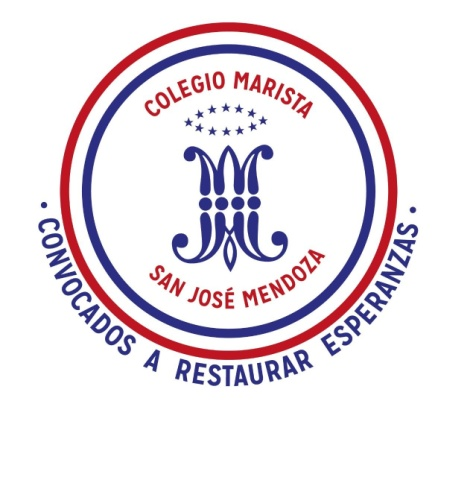 COLEGIO MARISTA
SAN JOSÉ MENDOZA
• CONVOCADOS A RESTAURAR ESPERANZAS •